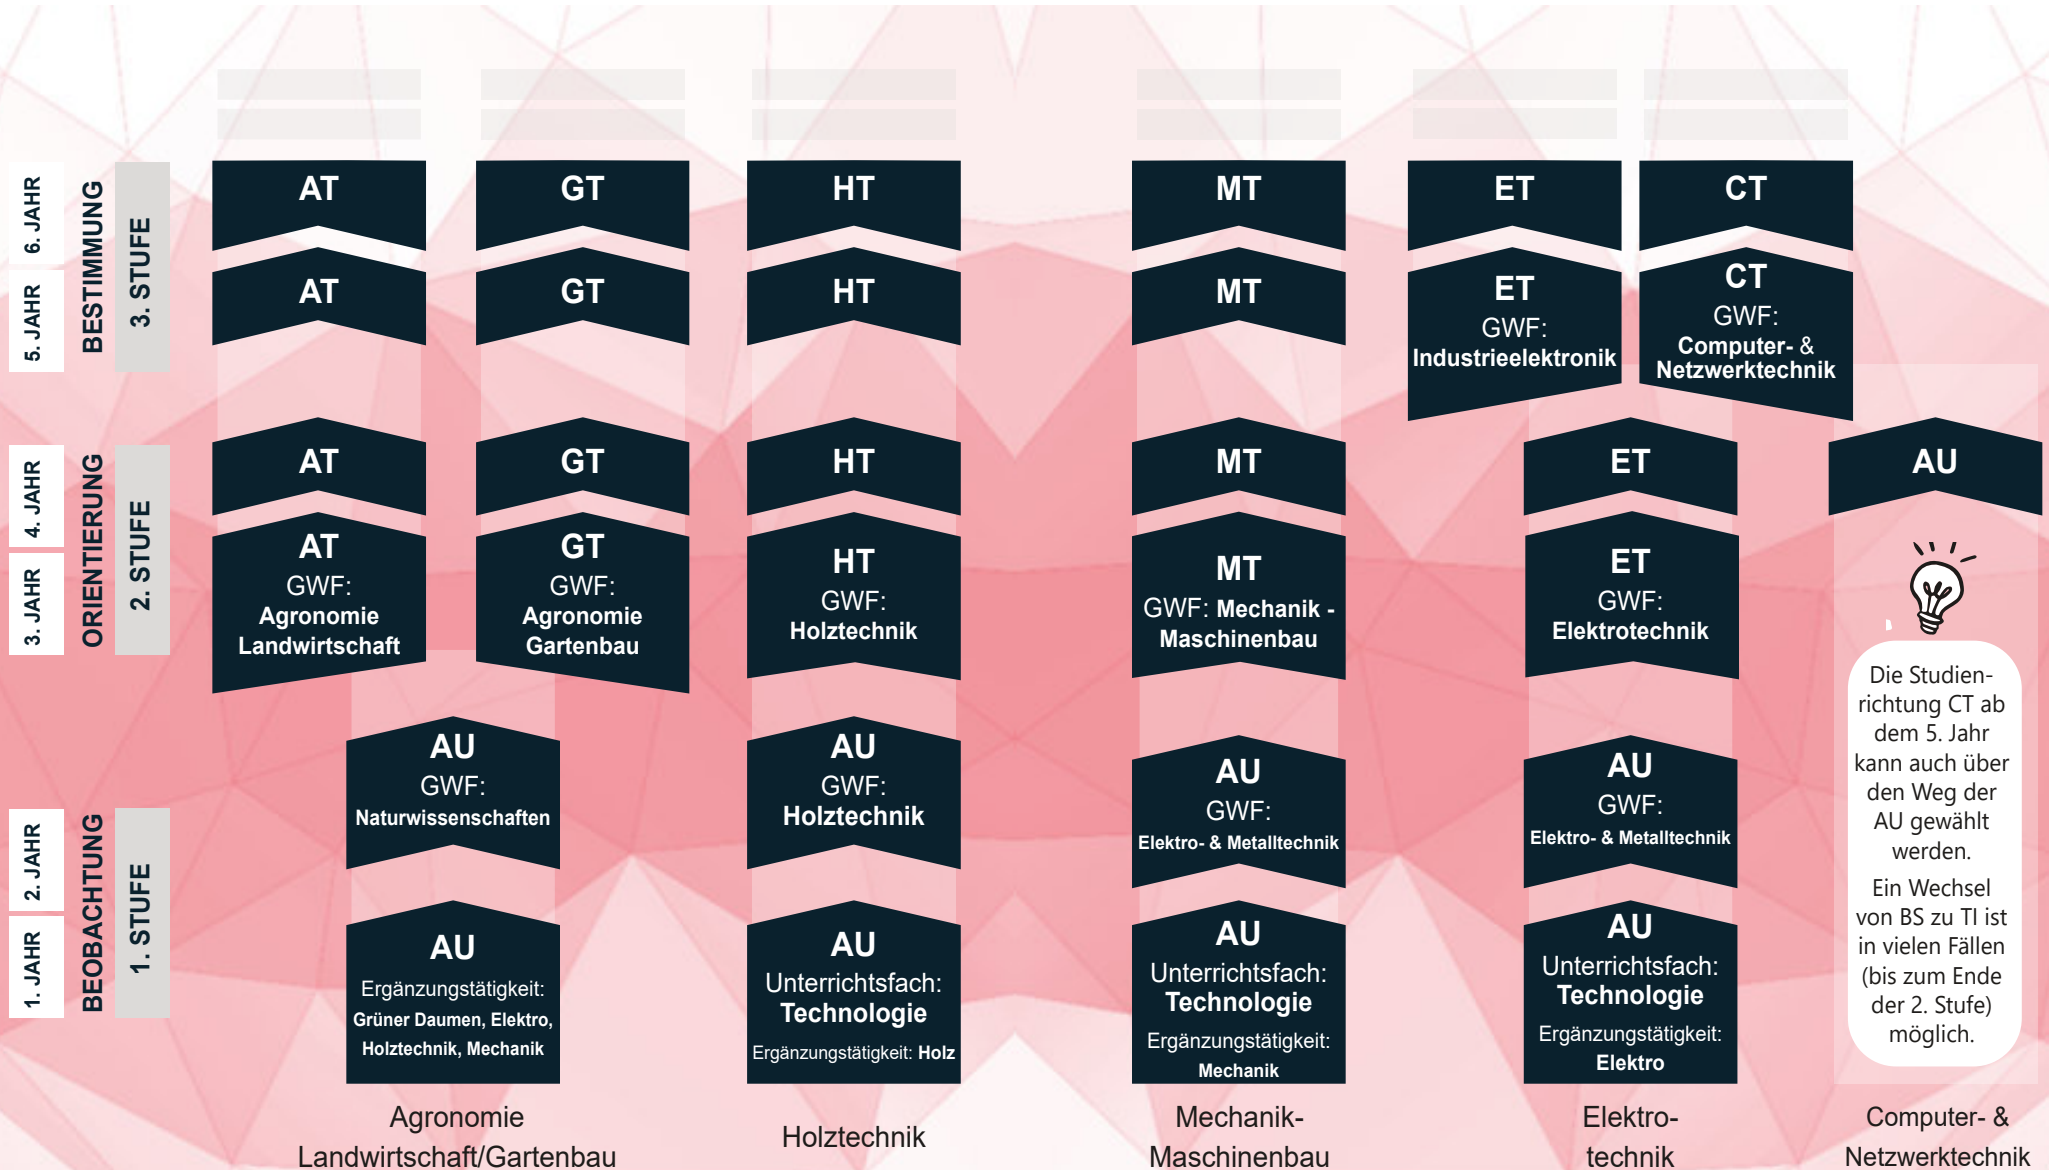 6. JAHR
5. JAHR
BESTIMMUNG
3. STUFE
AT
GT
HT
MT
ET
CT
AT
GT
HT
MT
ET
GWF:
Industrieelektronik
CT
GWF:
Computer- &
Netzwerktechnik
4. JAHR
3. JAHR
ORIENTIERUNG
2. STUFE
AT
GT
HT
MT
ET
AU
AT
GWF:
Agronomie
Landwirtschaft
GT
GWF:
Agronomie
Gartenbau
HT
GWF:
Holztechnik
MT
GWF: Mechanik -
Maschinenbau
ET
GWF:
Elektrotechnik
2. JAHR
1. JAHR
BEOBACHTUNG
1. STUFE
AU
GWF:
Naturwissenschaften
AU
GWF:
Holztechnik
AU
GWF:
Elektro- & Metalltechnik
AU
GWF:
Elektro- & Metalltechnik
AU
Ergänzungstätigkeit:
Grüner Daumen, Elektro,
Holztechnik, Mechanik
AU
Unterrichtsfach:
Technologie
Ergänzungstätigkeit: Holz
AU
Unterrichtsfach:
Technologie
Ergänzungstätigkeit:
Mechanik
AU
Unterrichtsfach:
Technologie
Ergänzungstätigkeit:
Elektro
Die Studien-
richtung CT ab
dem 5. Jahr
kann auch über
den Weg der
AU gewählt
werden.
Ein Wechsel
von BS zu TI ist
in vielen Fällen
(bis zum Ende
der 2. Stufe)
möglich.
Agronomie
Landwirtschaft/Gartenbau
Holztechnik
Mechanik-
Maschinenbau
Elektro-
technik
Computer- &
Netzwerktechnik